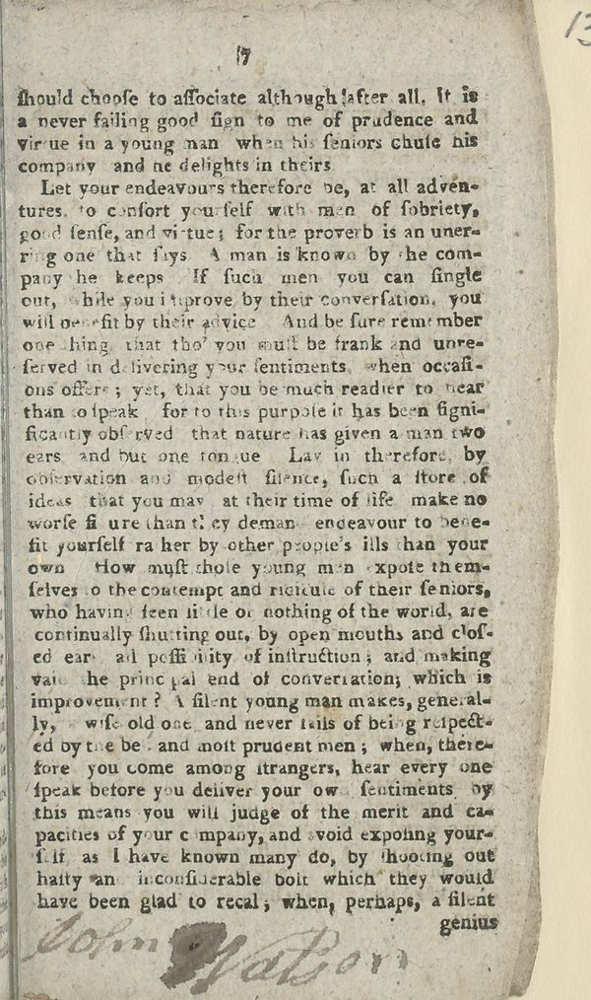 7
13
ſhould chooſe to aſſociate although after all. It is
a never failing good ſign to me of prudence and
virtue in a young man when his ſeniors chuſe his
company and he delights in theirs
Let your endeavours therefore be, at all adven-
tures, to conſort yourſelf with men of ſobriety,
good ſenſe, and virtue; for the proverb is an uner-
ring one that ſays A man is known by the com-
pany he keeps If ſuch men you can ſingle
out, while you improve by their converſation, you
will benefit by their advice And be ſure remember
one thing, that tho' you muſt be frank and unre-
ſerved in delivering your ſentiments, when occaſi-
ons offers; yet, that you be much readier to hear
than to ſpeak for to this purpoſe it has been ſigni-
ficantly obſerved that nature has given a man two
ears and but one tongue Lay in therefore, by
obſervation and modeſt ſilence, ſuch a ſtore of
ideas that you may at their time of life make no
worſe figure than they deman endeavour to bene-
fit yourſelf rather by other people's ills than your
own How muſt thoſe young men expoſe them-
ſelves to the contempt and ridicule of their ſeniors,
who having ſeen little or nothing of the world, are
continually ſhutting out, by open mouths and cloſ-
ed ears all poſſibility of inſtruction; and making
vain the principal end of converſation; which is
improvement? A ſilent young man makes, general-
ly, a wiſe old one and never fails of being reſpect-
ed by the beſt and moſt prudent men; when, there-
fore you come among ſtrangers, hear every one
ſpeak before you deliver your own ſentiments by
this means you will judge of the merit and ca-
pacities of your company, and avoid expoſing your-
ſelf as I have known many do, by ſhooting out
haſty an inconſiderable bolt which they would
have been glad to recal; when, perhaps, a ſilent
genius
John Watson